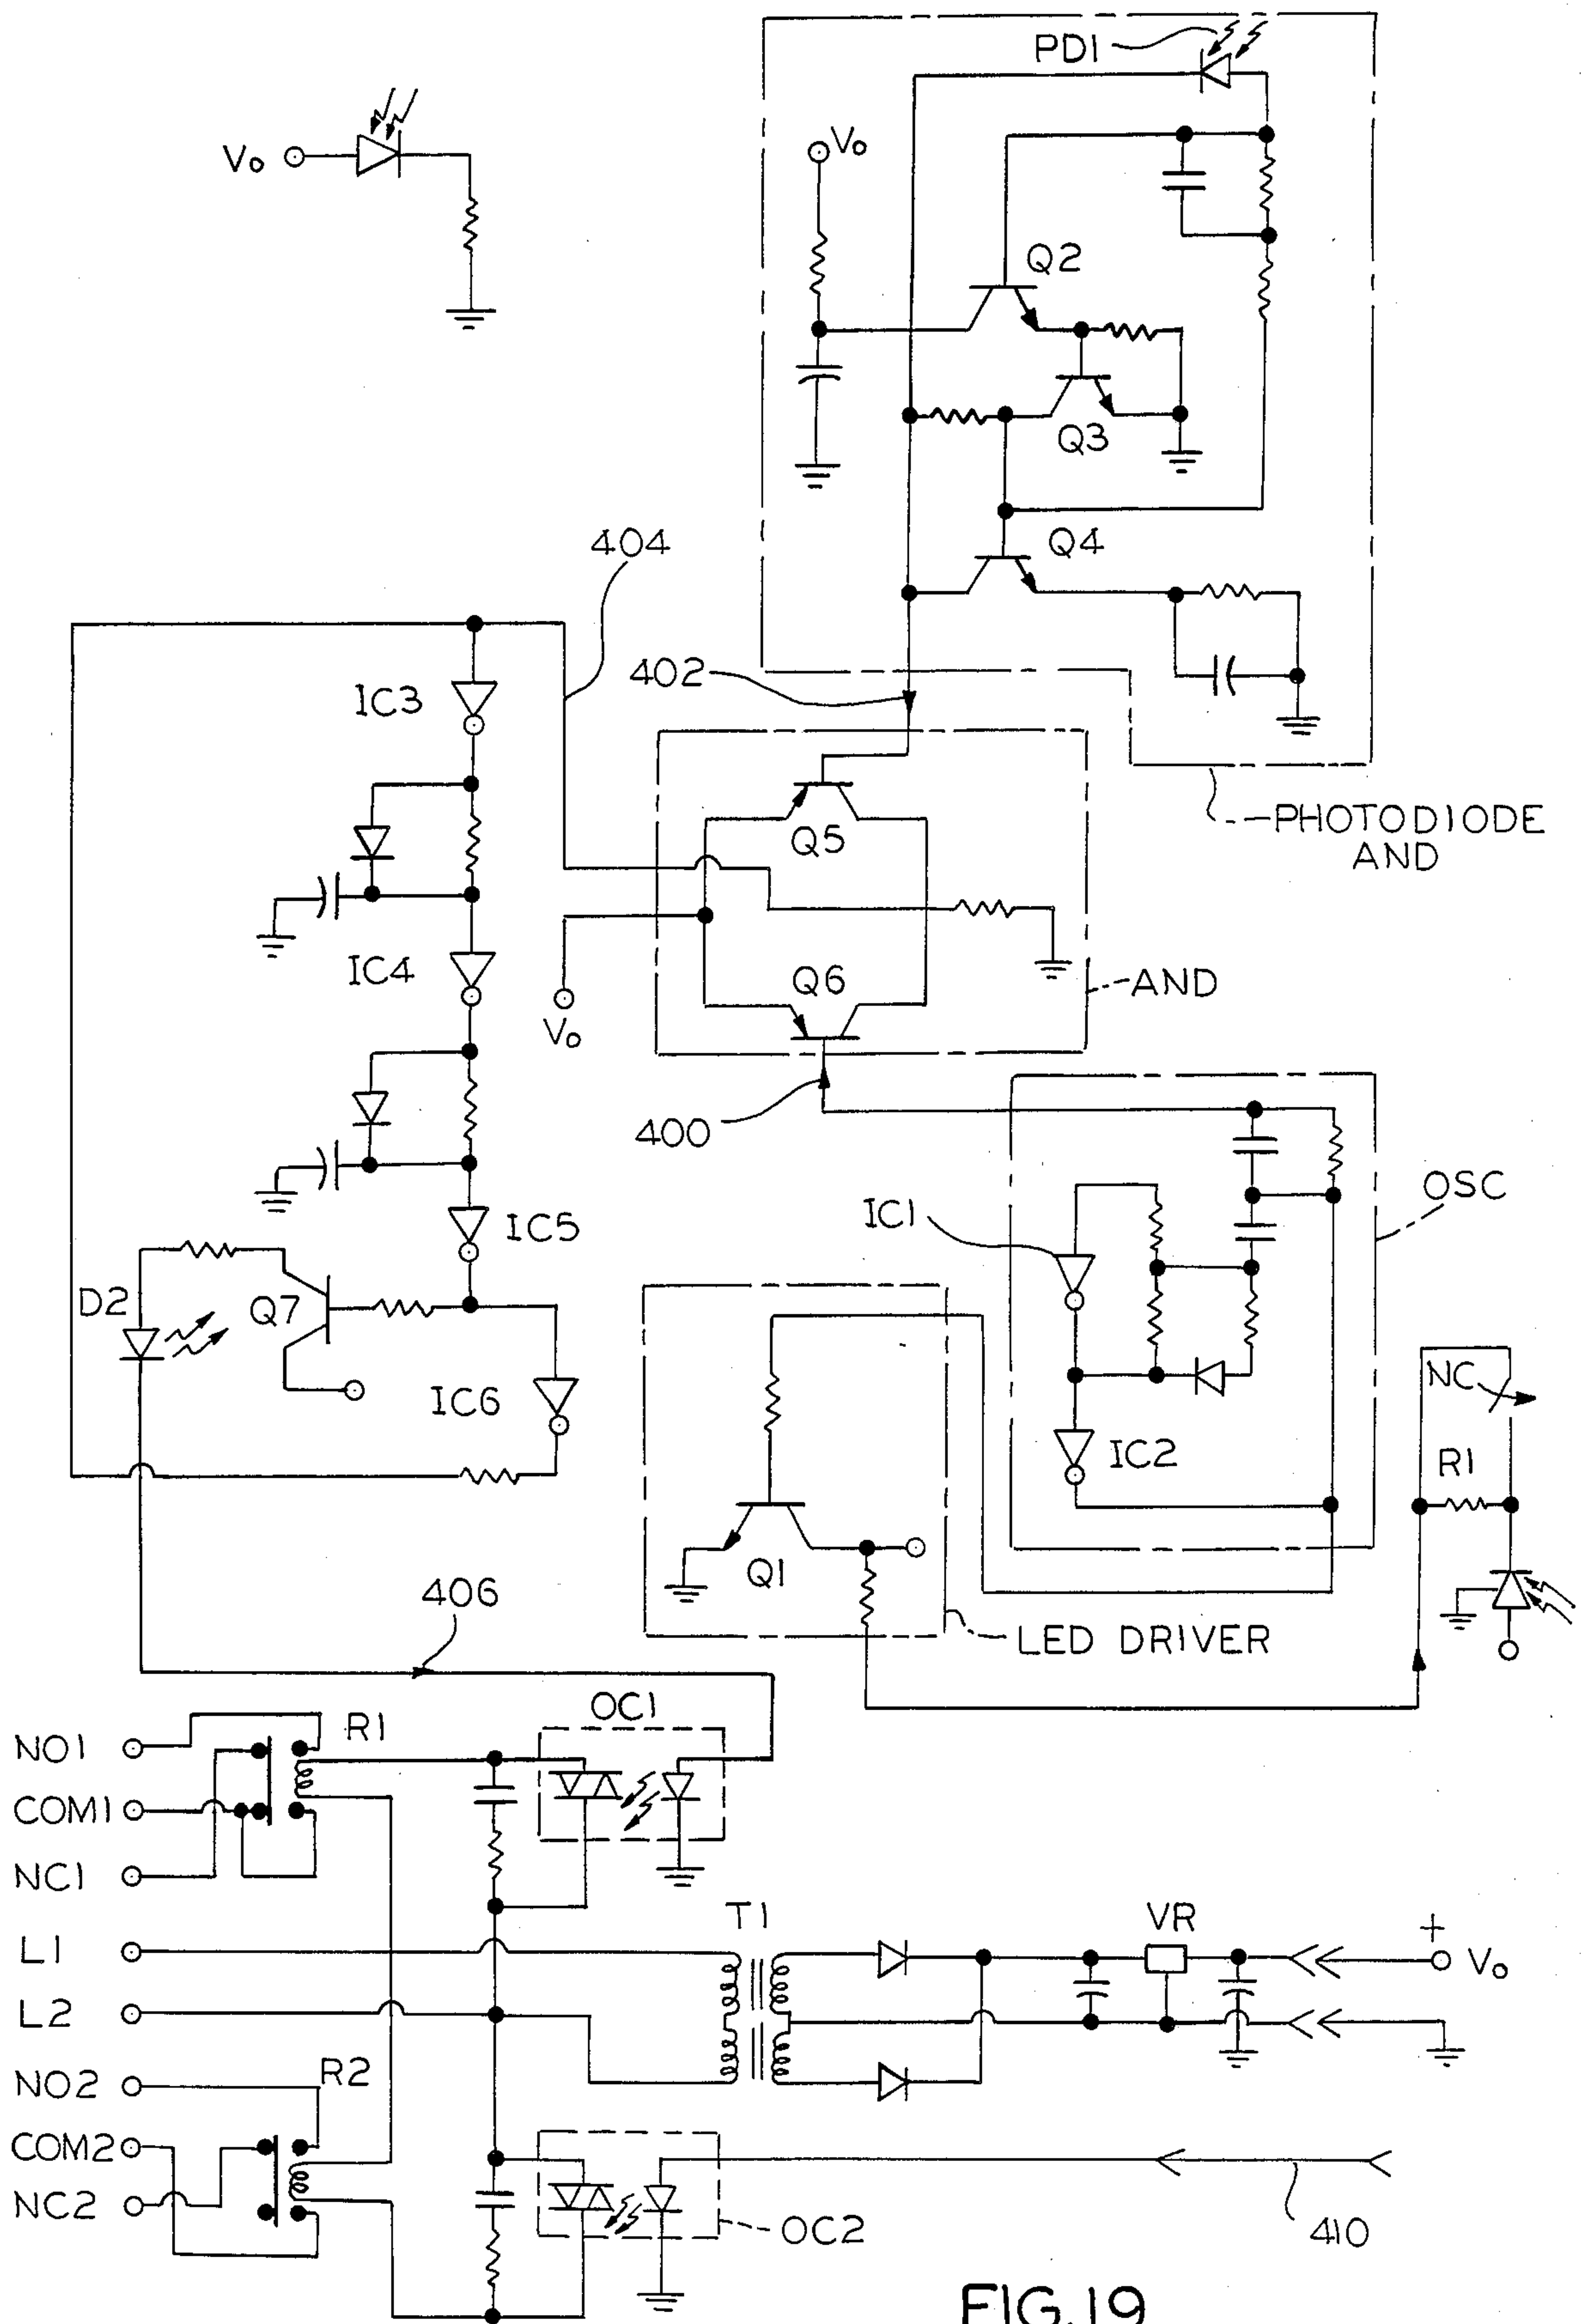 PD1
Vo
Vo
Q2
Q3
Q4
404
402
IC3
Q5
PHOTODIODE
AND
IC4
Q6
AND
Vo
400
OSC
IC1
IC5
D2
Q7
NC
IC6
IC2
R1
Q1
406
LED DRIVER
OC1
NO1
R1
COM1
NC1
T1
VR
+
L1
Vo
L2
NO2
R2
COM2
NC2
OC2
410
FIG.19